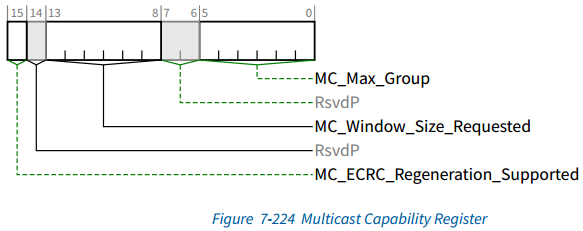 15 14 13 8 7 6 5 0
MC_Max_Group
RsvdP
MC_Window_Size_Requested
RsvdP
MC_ECRC_Regeneration_Supported
Figure 7-224 Multicast Capability Register